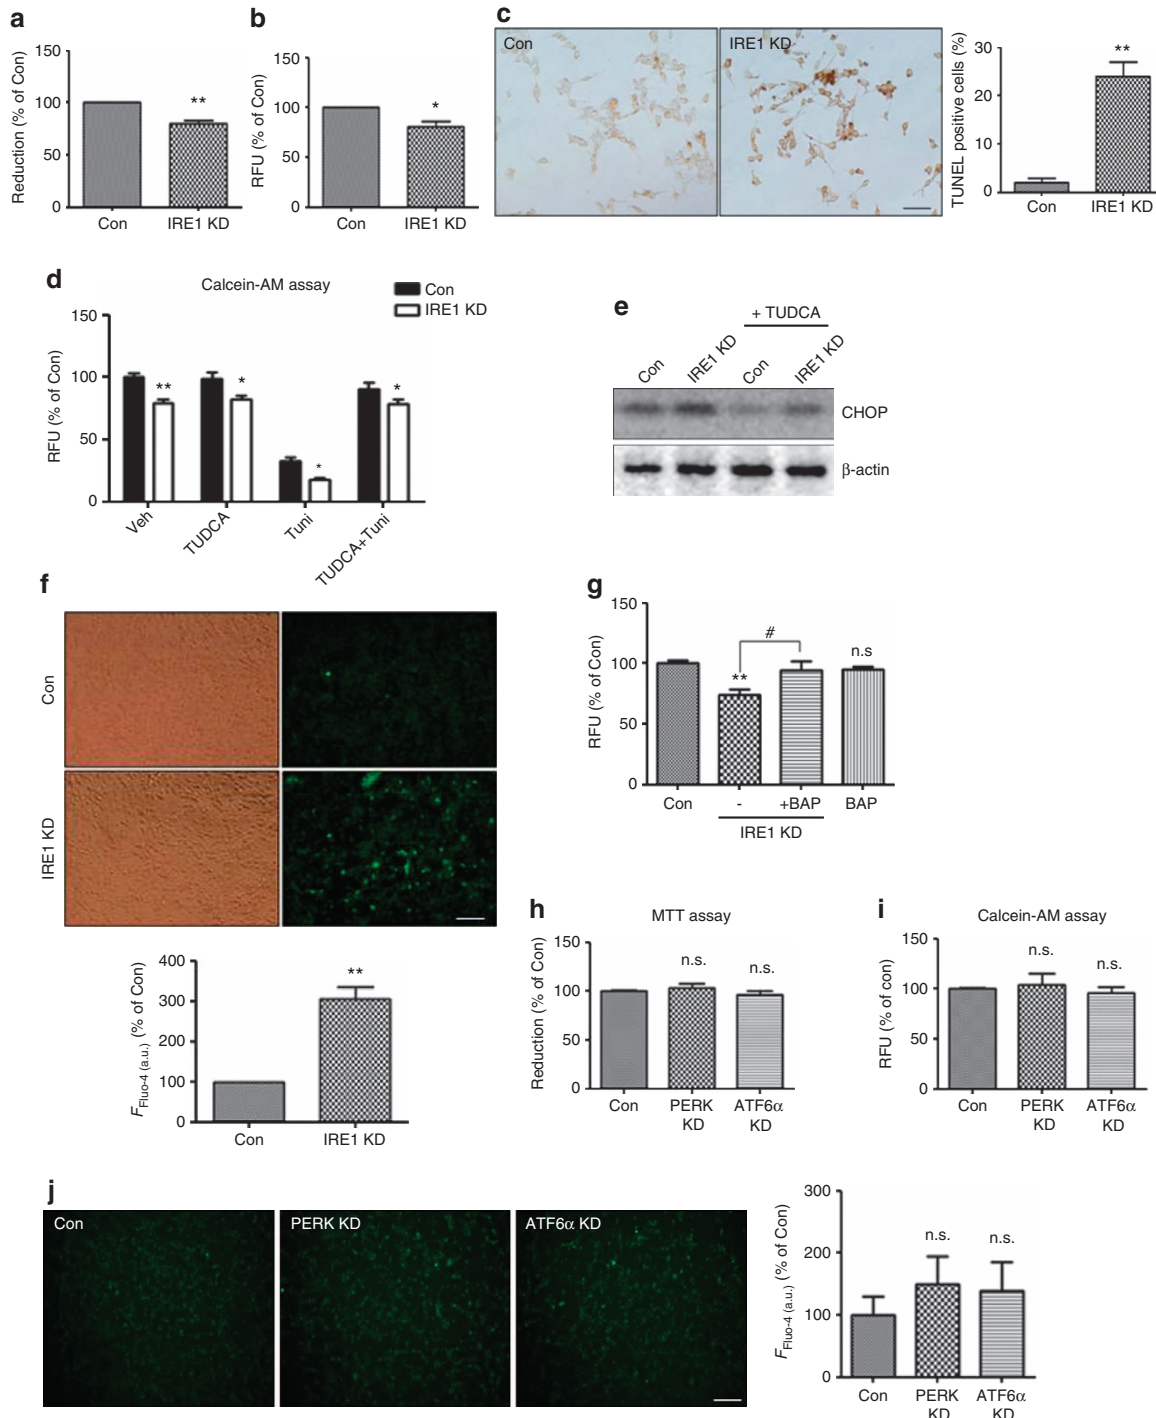 a
Reduction (% of Con)
150
100
50
0
**
Con
IRE1 KD
b
RFU (% of Con)
150
100
50
0
*
Con
IRE1 KD
c
Con
IRE1 KD
TUNEL positive cells (%)
30
20
10
0
**
Con
IRE1 KD
d
Calcein-AM assay
Con
IRE1 KD
RFU (% of Con)
150
100
50
0
**
*
*
*
Veh
TUDCA
Tuni
TUDCA+Tuni
e
+ TUDCA
Con
IRE1 KD
Con
IRE1 KD
CHOP
β-actin
f
Con
IRE1 KD
F Fluo-4 (a.u.) (% of Con)
400
300
200
100
0
**
Con
IRE1 KD
g
RFU (% of Con)
150
100
50
0
**
#
n.s
Con
-
+BAP
BAP
IRE1 KD
h
MTT assay
Reduction (% of Con)
150
100
50
0
n.s.
n.s.
Con
PERK KD
ATF6α KD
i
Calcein-AM assay
RFU (% of con)
150
100
50
0
n.s.
n.s.
Con
PERK KD
ATF6α KD
j
Con
PERK KD
ATF6α KD
F Fluo-4 (a.u.) (% of Con)
300
200
100
0
n.s.
n.s.
Con
PERK KD
ATF6α KD